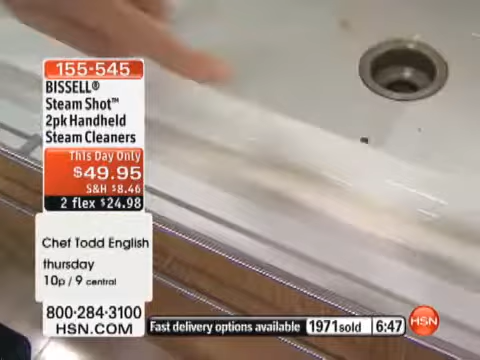 155-545
BISSELL®
Steam Shot™
2pk Handheld
Steam Cleaners
This Day Only
$49.95
S&H $8.46
2 flex $24.98
Chef Todd English
thursday
10p / 9 central
800·284·3100
HSN.COM
Fast delivery options available 1971 sold 6:47
HSN